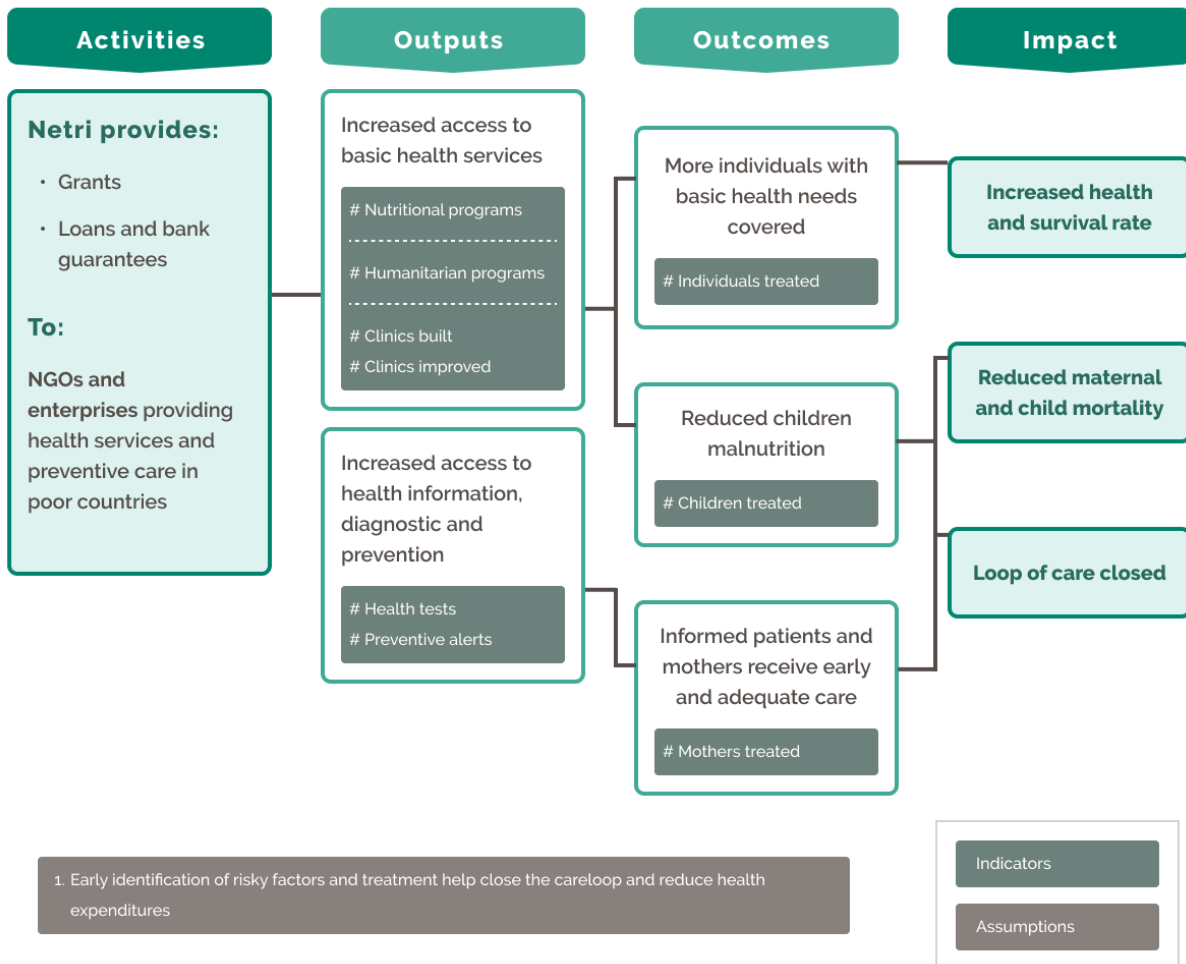 Activities
Outputs
Outcomes
Impact
Netri provides:
• Grants
• Loans and bank
guarantees
To:
NGOs and
enterprises providing
health services and
preventive care in
poor countries
Increased access to
basic health services
# Nutritional programs
# Humanitarian programs
# Clinics built
# Clinics improved
Increased access to
health information,
diagnostic and
prevention
# Health tests
# Preventive alerts
More individuals with
basic health needs
covered
# Individuals treated
Reduced children
malnutrition
# Children treated
Informed patients and
mothers receive early
and adequate care
# Mothers treated
Increased health
and survival rate
Reduced maternal
and child mortality
Loop of care closed
1. Early identification of risky factors and treatment help close the careloop and reduce health
expenditures
Indicators
Assumptions